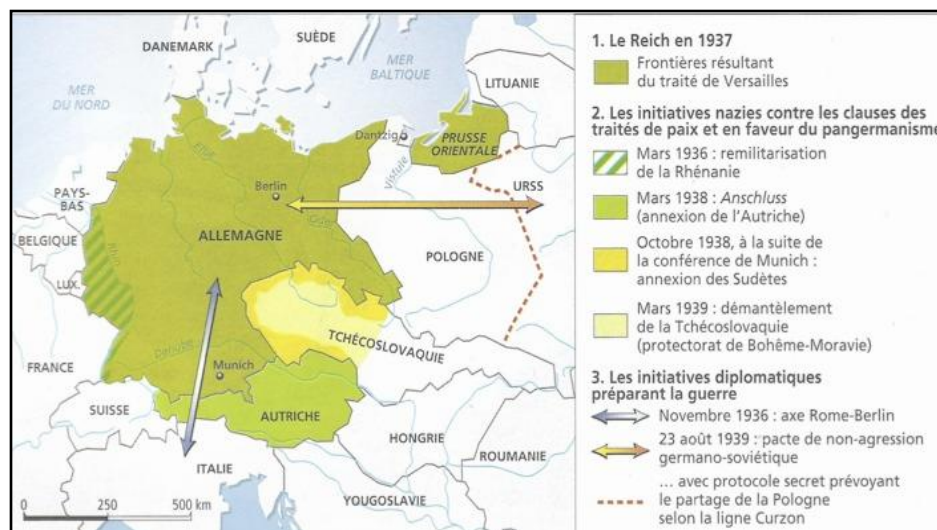 DANEMARK
SUÈDE
MER
BALTIQUE
LITUANIE
MER
DU NORD
Dantzig
PRUSSE
ORIENTALE
Elbe
Vistule
URSS
Berlin
PAYS-
BAS
Oder
ALLEMAGNE
BELGIQUE
Rhin
POLOGNE
LUX.
TCHÉCOSLOVAQUIE
Danube
FRANCE
Munich
AUTRICHE
SUISSE
HONGRIE
ROUMANIE
ITALIE
YOUGOSLAVIE
0 250 500 km
1. Le Reich en 1937
Frontières résultant
du traité de Versailles
2. Les initiatives nazies contre les clauses des
traités de paix et en faveur du pangermanisme
Mars 1936 : remilitarisation
de la Rhénanie
Mars 1938 : Anschluss
(annexion de l'Autriche)
Octobre 1938, à la suite de
la conférence de Munich :
annexion des Sudètes
Mars 1939 : démantèlement
de la Tchécoslovaquie
(protectorat de Bohême-Moravie)
3. Les initiatives diplomatiques
préparant la guerre
Novembre 1936 : axe Rome-Berlin
23 août 1939 : pacte de non-agression
germano-soviétique
... avec protocole secret prévoyant
le partage de la Pologne
selon la ligne Curzon